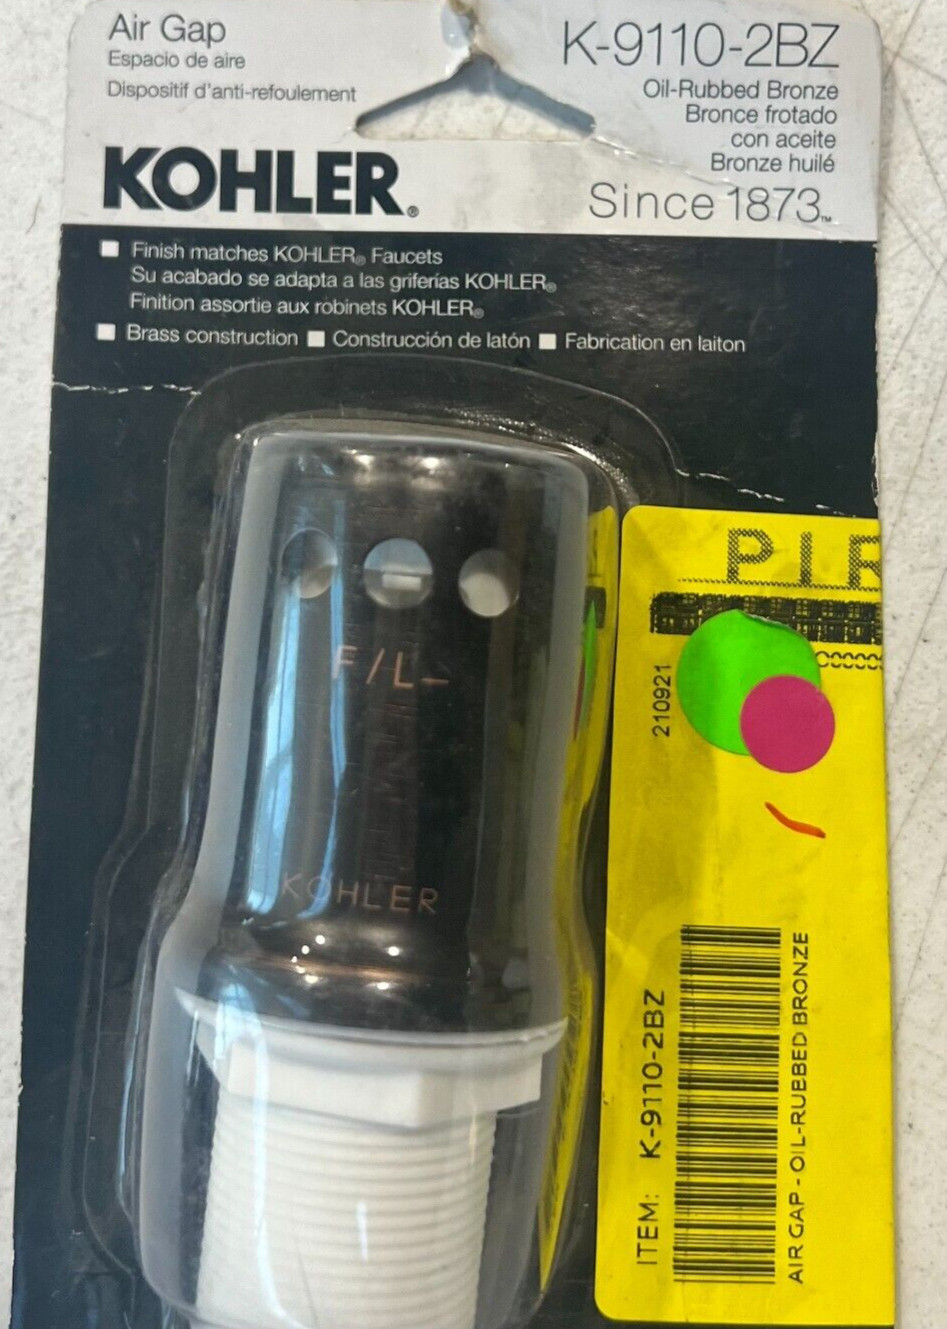 Air Gap
Espacio de aire
Dispositif d'anti-refoulement
K-9110-2BZ
Oil-Rubbed Bronze
Bronce frotado
con aceite
Bronze huilé
KOHLER®
Since 1873™
Finish matches KOHLER® Faucets
Su acabado se adapta a las griferías KOHLER®
Finition assortie aux robinets KOHLER®
Brass construction Construcción de latón Fabrication en laiton
F/L-
KOHLER
210921
ITEM: K-9110-2BZ
AIR GAP - OIL-RUBBED BRONZE